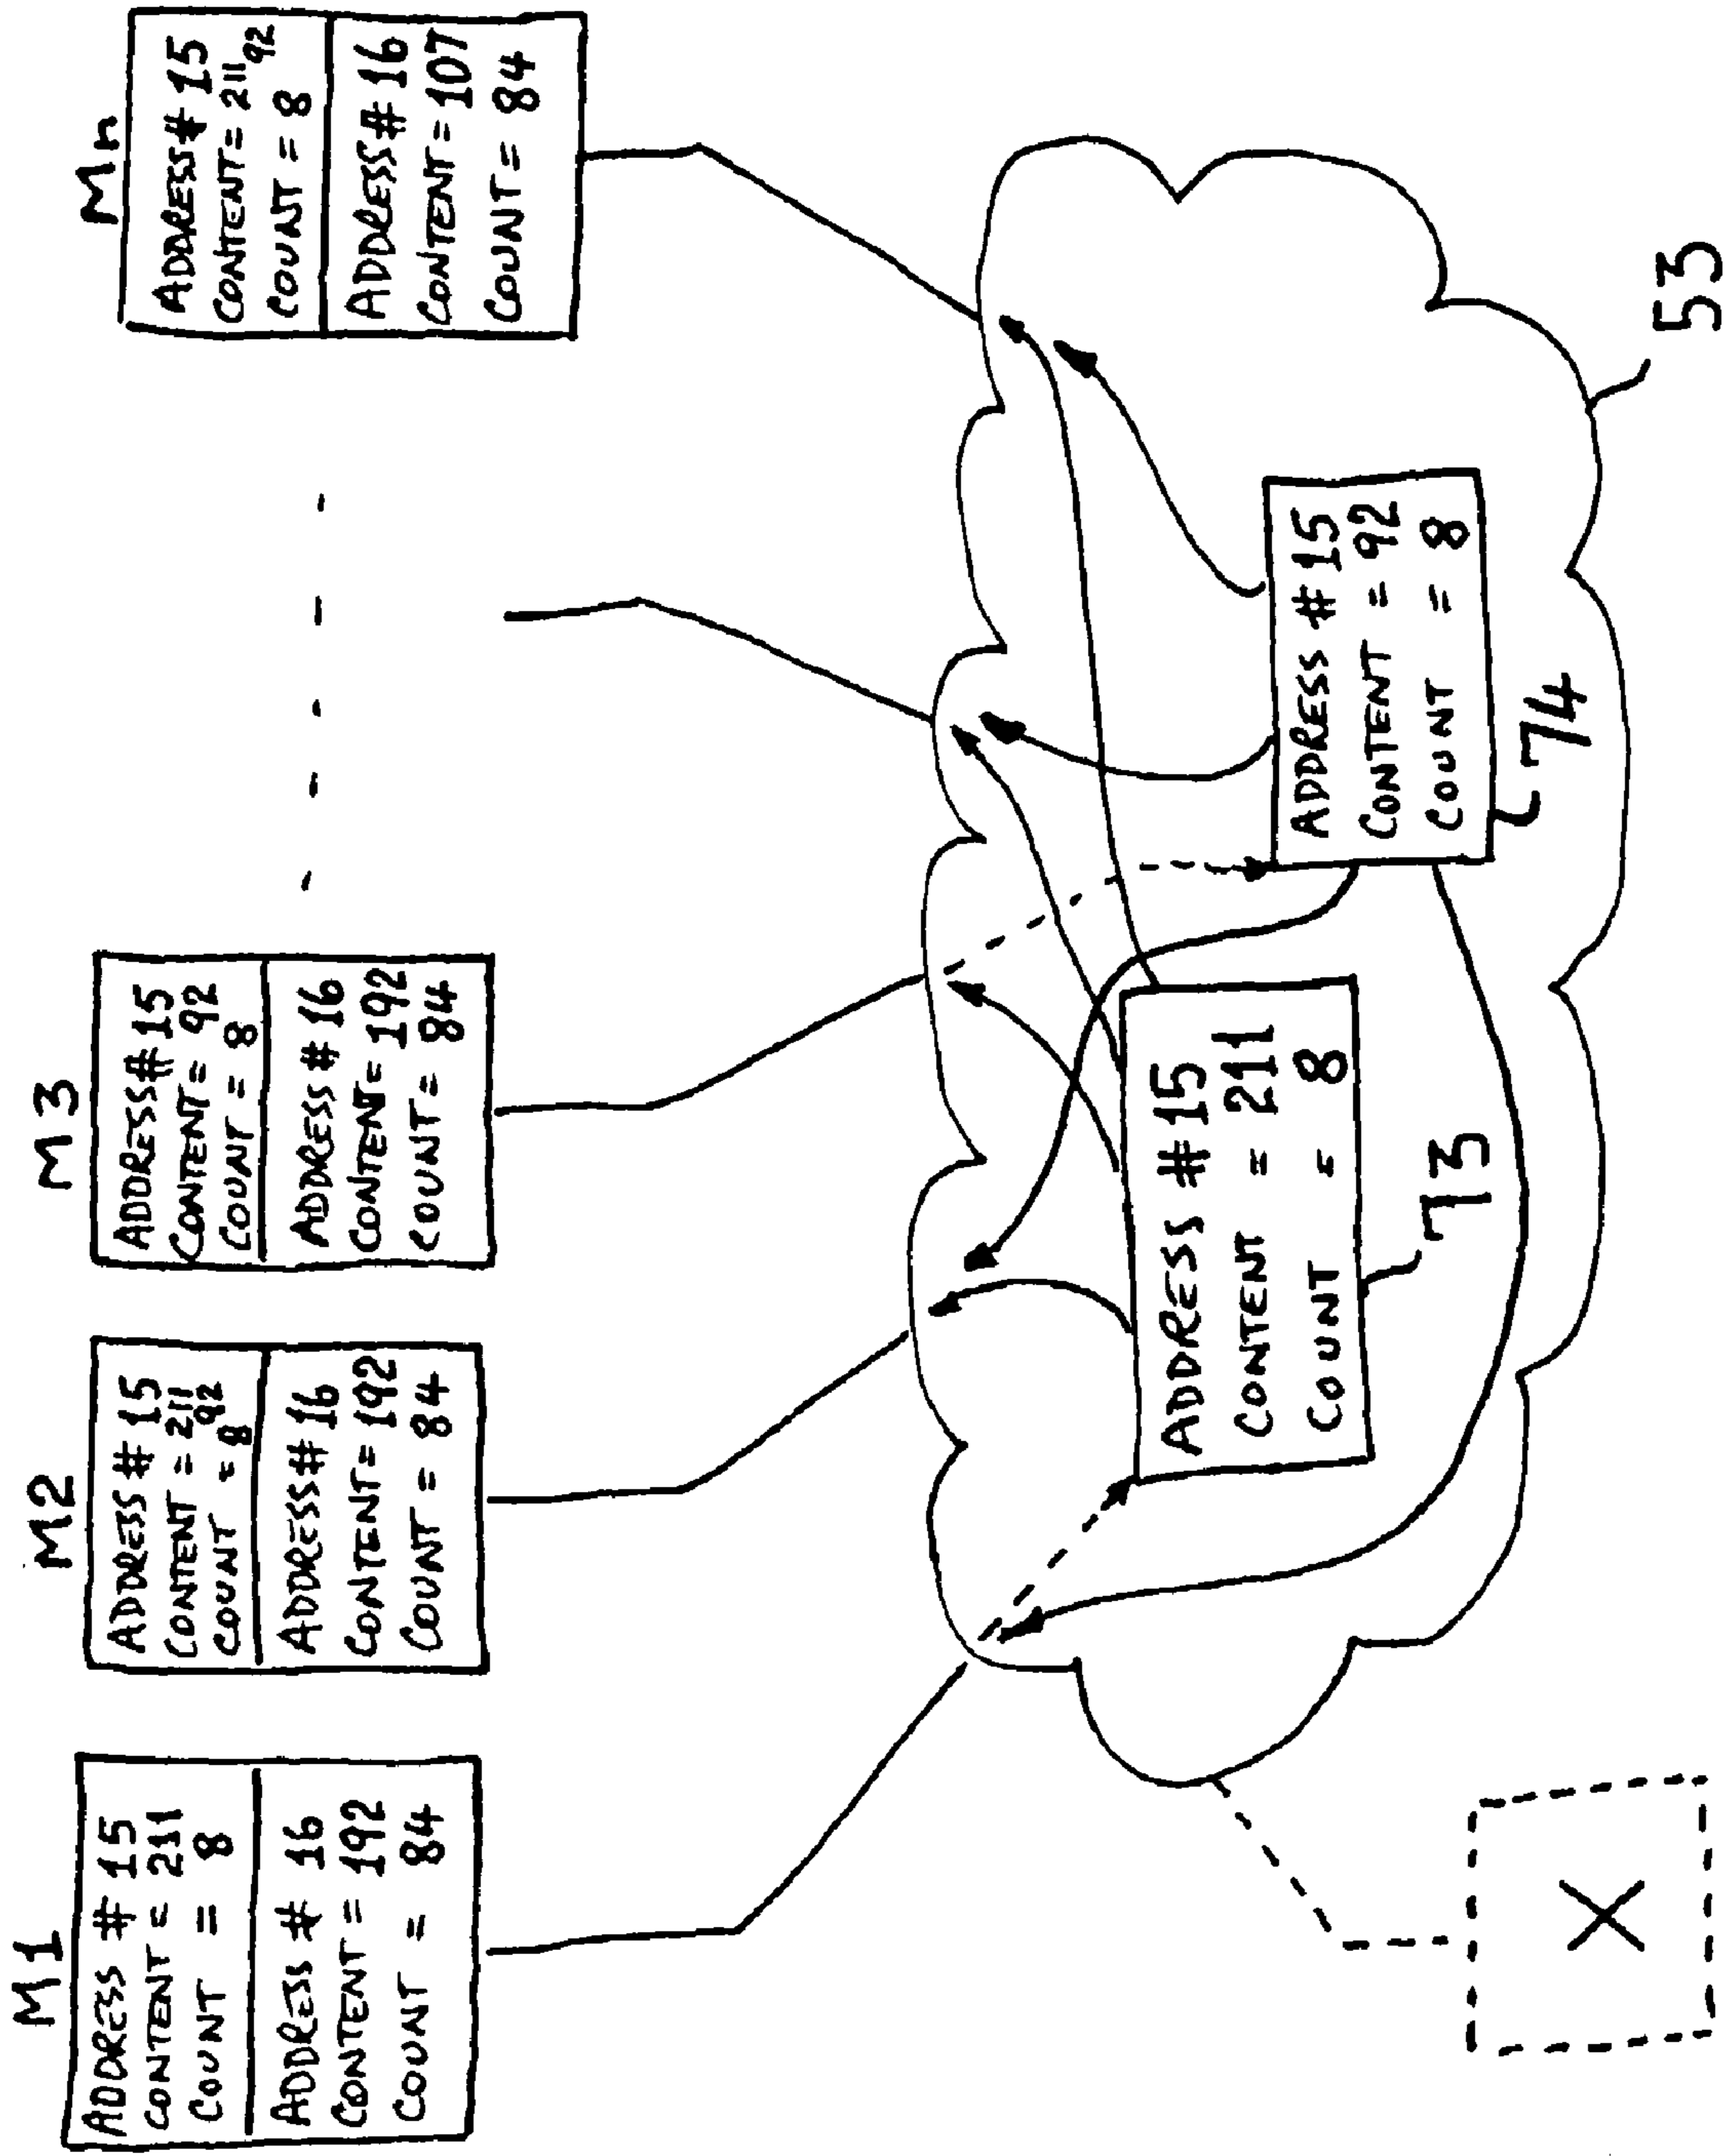 M1
ADDRESS # 15
CONTENT = 211
COUNT = 8
ADDRESS # 16
CONTENT = 192
COUNT = 84
M2
ADDRESS # 15
CONTENT = 211
92
COUNT = 8
ADDRESS # 16
CONTENT = 192
COUNT = 84
M3
ADDRESS # 15
CONTENT = 92
COUNT = 8
ADDRESS # 16
CONTENT = 192
COUNT = 84
Mn
ADDRESS # 15
CONTENT = 211
92
COUNT = 8
ADDRESS # 16
CONTENT = 107
COUNT = 84
ADDRESS # 15
CONTENT = 211
COUNT = 8
73
ADDRESS # 15
CONTENT = 92
COUNT = 8
74
53
X